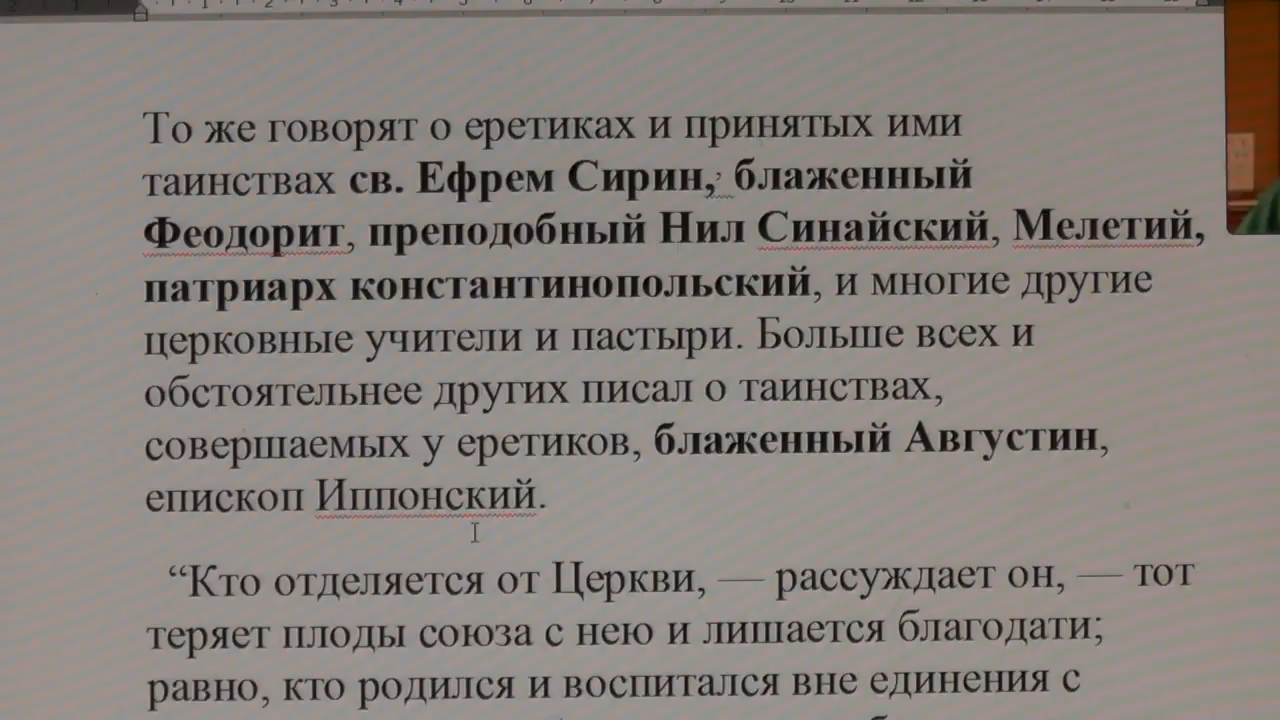 То же говорят о еретиках и принятых ими
таинствах св. Ефрем Сирин,, блаженный
Феодорит, преподобный Нил Синайский, Мелетий,
патриарх константинопольский, и многие другие
церковные учители и пастыри. Больше всех и
обстоятельнее других писал о таинствах,
совершаемых у еретиков, блаженный Августин,
епископ Иппонский.
“Кто отделяется от Церкви, — рассуждает он, — тот
теряет плоды союза с нею и лишается благодати;
равно, кто родился и воспитался вне единения с